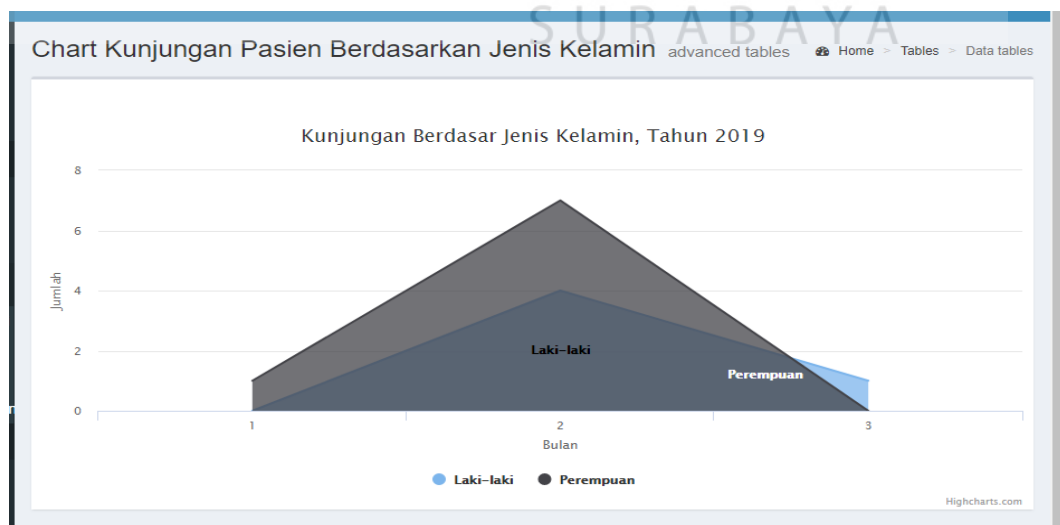 SURABAYA
Chart Kunjungan Pasien Berdasarkan Jenis Kelamin advanced tables Home > Tables > Data tables
Kunjungan Berdasar Jenis Kelamin, Tahun 2019
8
6
4
2
0
Jumlah
Laki-laki
Perempuan
1 2 3
Bulan
Laki-laki Perempuan
Highcharts.com